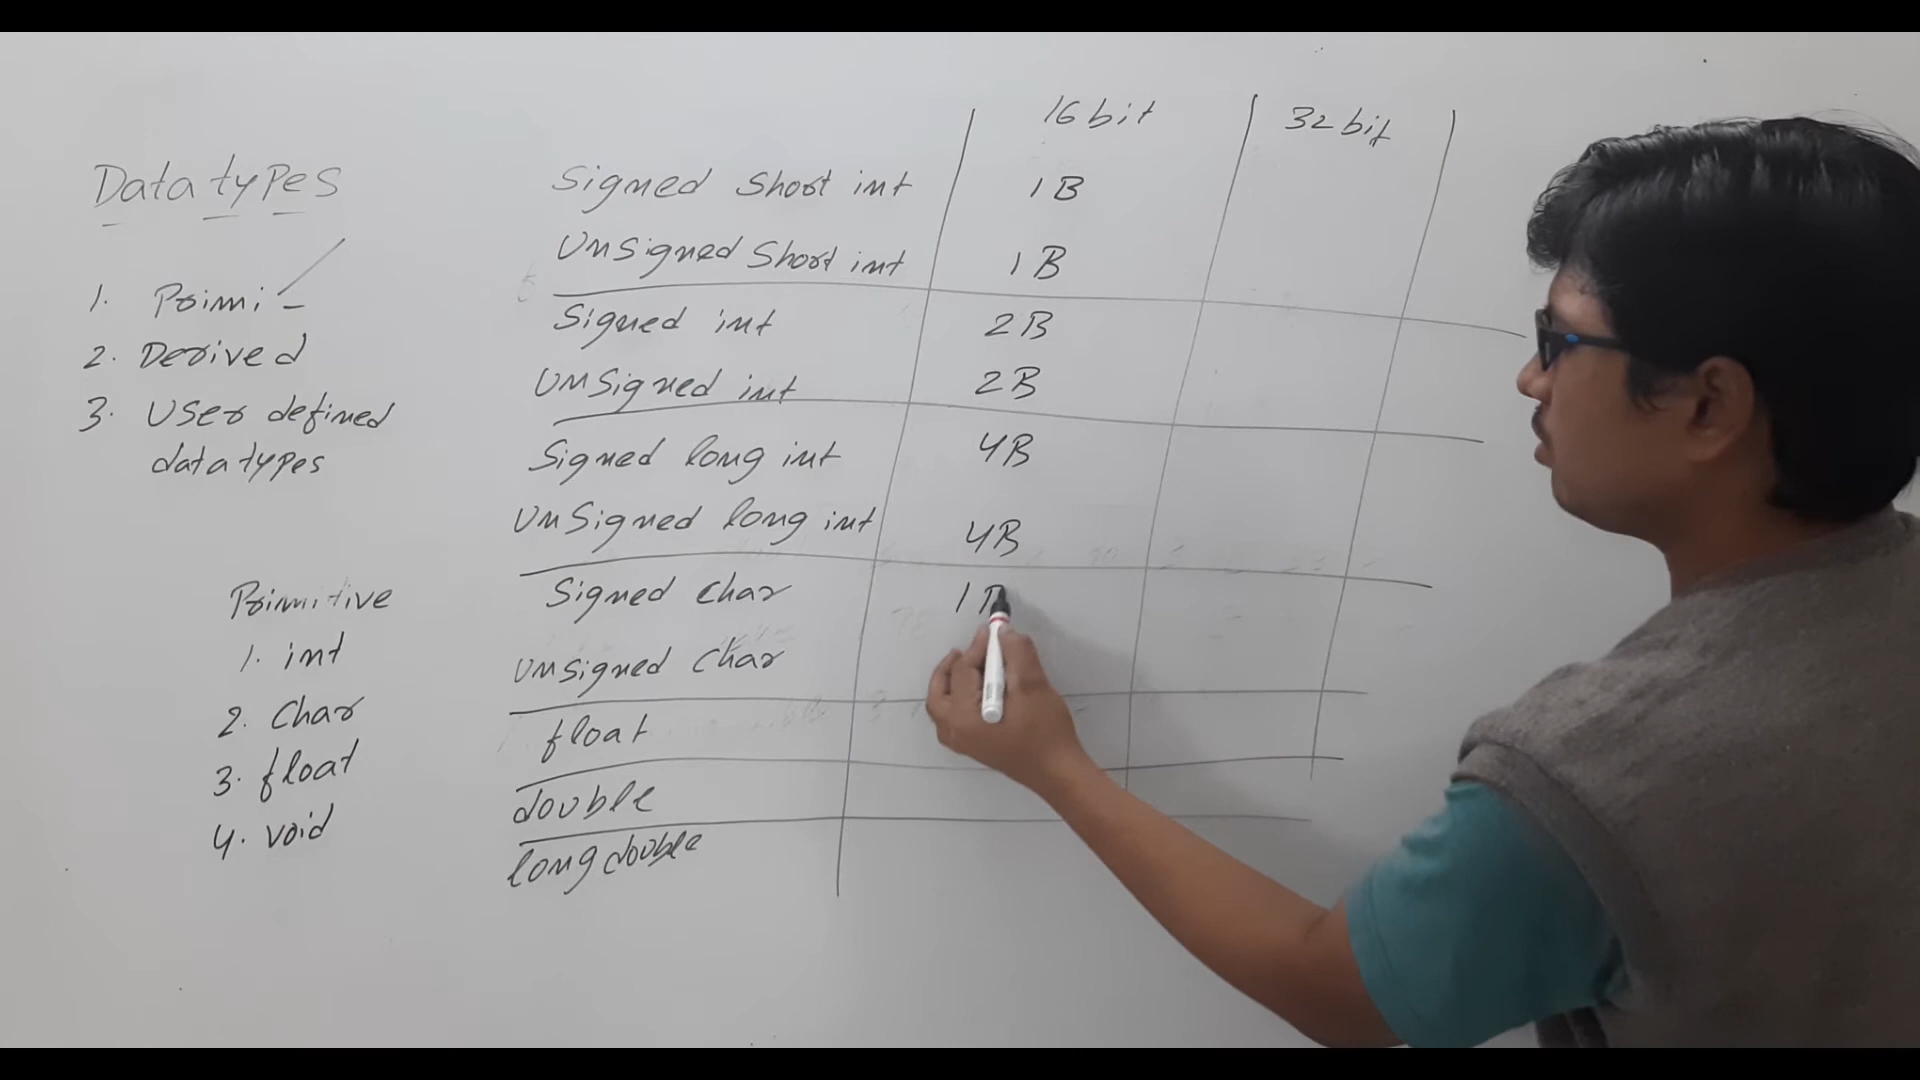 Datatypes
1. Primi -
2. Derived
3. User defined
datatypes
Primitive
1. int
2. Char
3. float
4. void
16 bit 32 bit
Signed Short int 1B
Unsigned Short int 1B
Signed int 2B
Unsigned int 2B
Signed long int 4B
Unsigned long int 4B
Signed Char 1B
Unsigned Char
float
double
long double